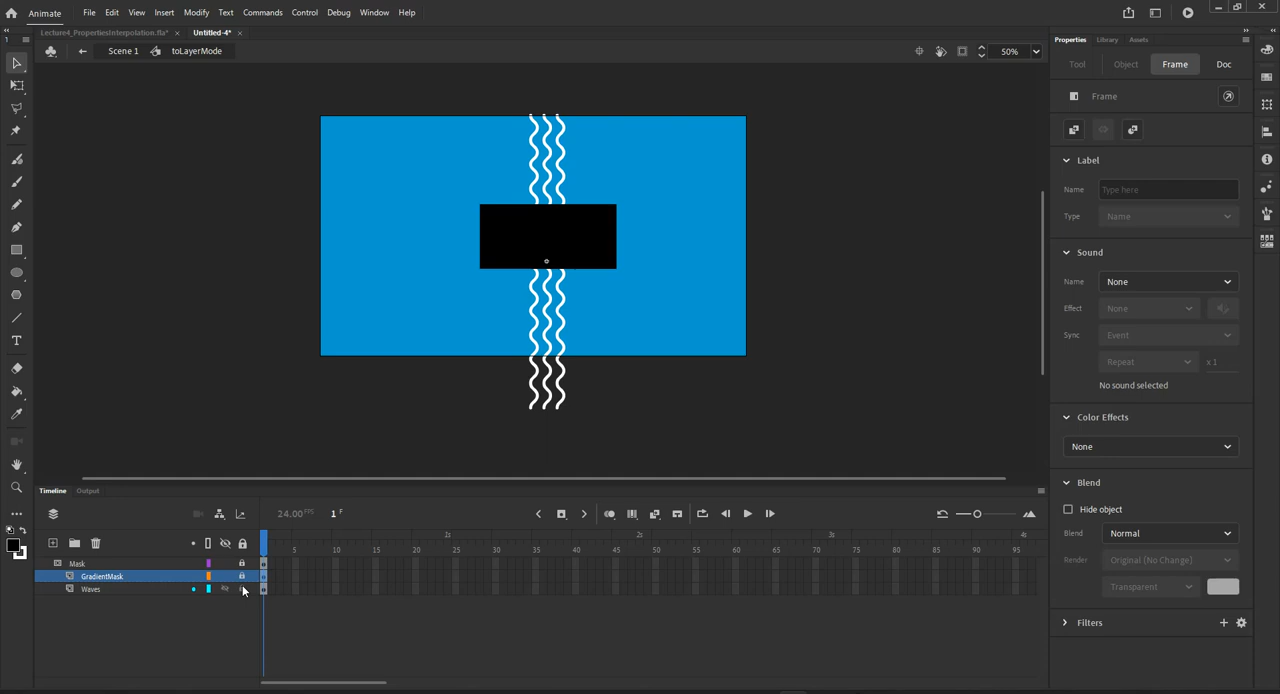 Animate File Edit View Insert Modify Text Commands Control Debug Window Help
Lecture4_PropertiesInterpolation.fla* × Untitled-4* ×
Scene 1 toLayerMode 50%
Properties Library Assets
Tool Object Frame Doc
Frame
Label
Name Type here
Type Name
Sound
Name None
Effect None
Sync Event
Repeat x 1
No sound selected
Color Effects
None
Blend
Hide object
Blend Normal
Render Original (No Change)
Transparent
Filters
Timeline Output
24.00 FPS 1 F
1s 2s 3s 4s
5 10 15 20 25 30 35 40 45 50 55 60 65 70 75 80 85 90 95
Mask
GradientMask
Waves